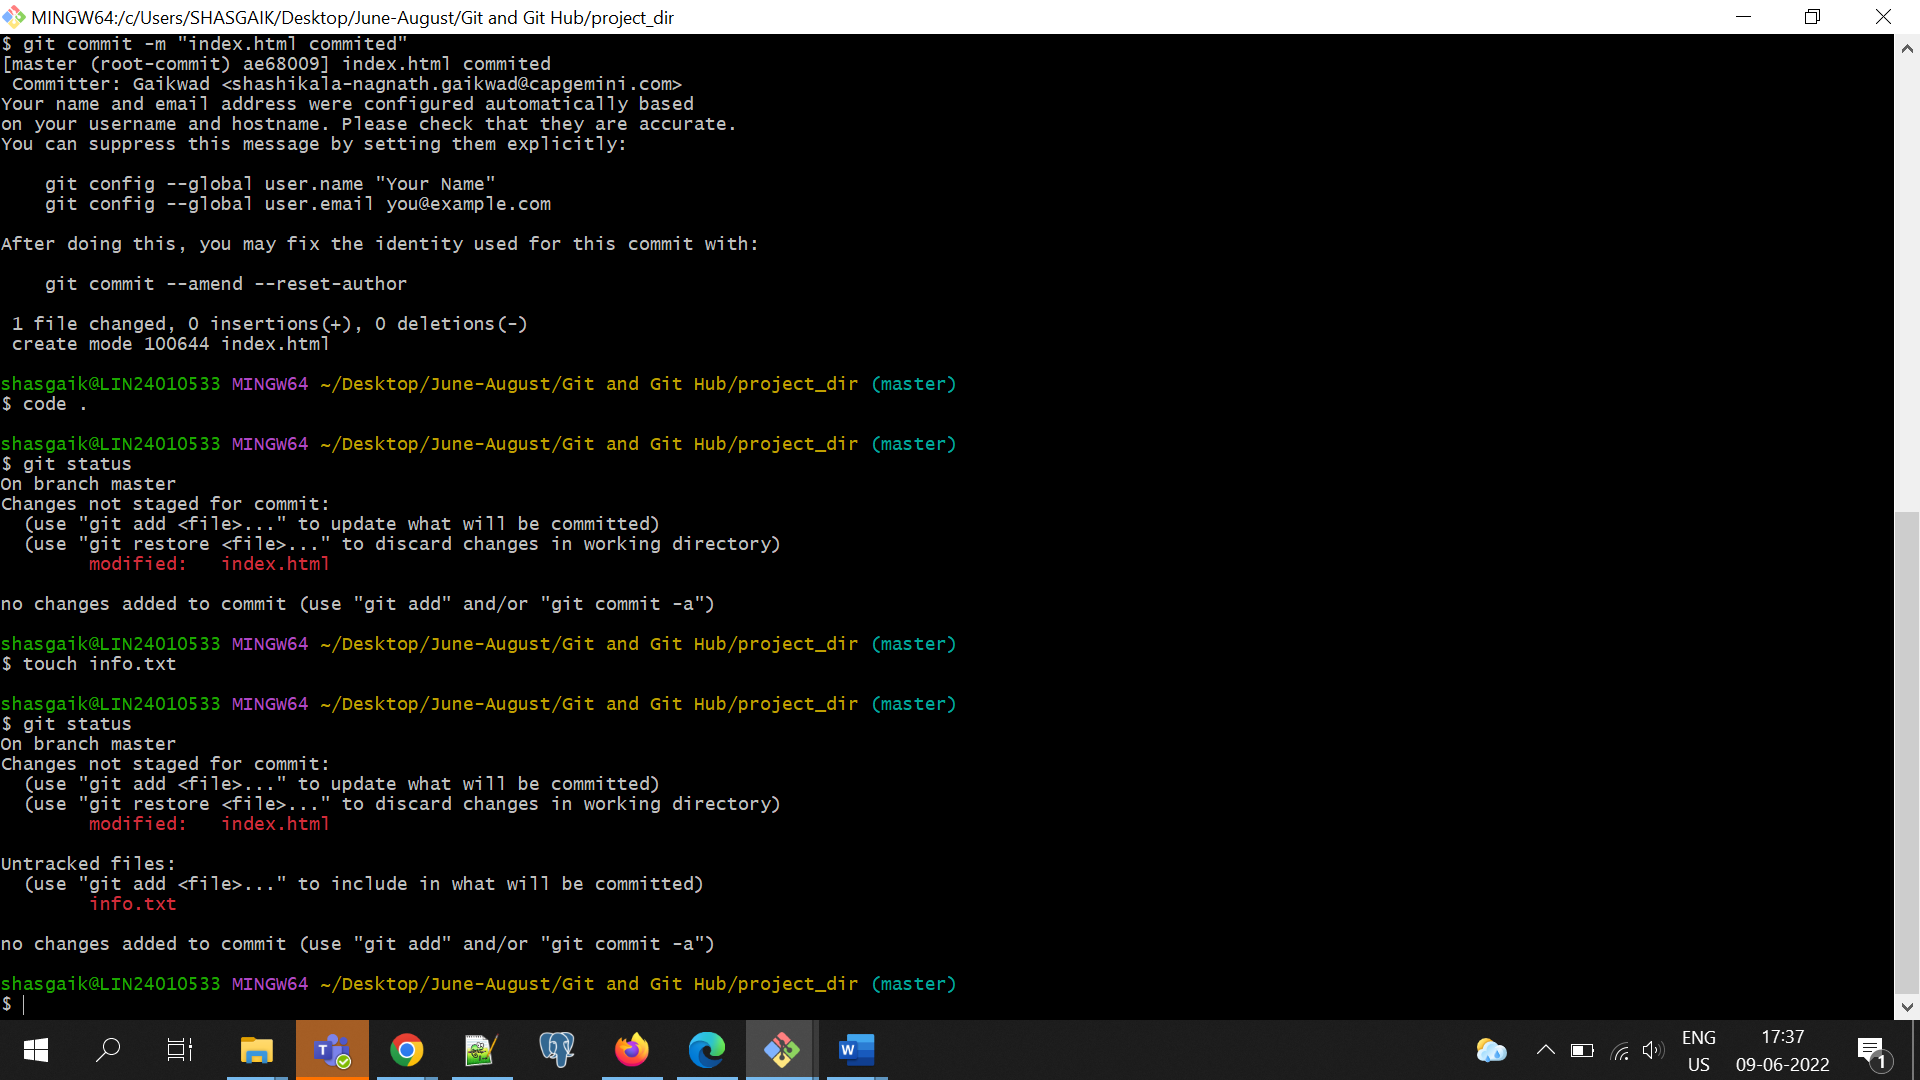 MINGW64:/c/Users/SHASGAIK/Desktop/June-August/Git and Git Hub/project_dir
$ git commit -m "index.html commited"
[master (root-commit) ae68009] index.html commited
 Committer: Gaikwad <shashikala-nagnath.gaikwad@capgemini.com>
Your name and email address were configured automatically based
on your username and hostname. Please check that they are accurate.
You can suppress this message by setting them explicitly:

    git config --global user.name "Your Name"
    git config --global user.email you@example.com

After doing this, you may fix the identity used for this commit with:

    git commit --amend --reset-author

 1 file changed, 0 insertions(+), 0 deletions(-)
 create mode 100644 index.html

shasgaik@LIN24010533 MINGW64 ~/Desktop/June-August/Git and Git Hub/project_dir (master)
$ code .

shasgaik@LIN24010533 MINGW64 ~/Desktop/June-August/Git and Git Hub/project_dir (master)
$ git status
On branch master
Changes not staged for commit:
  (use "git add <file>..." to update what will be committed)
  (use "git restore <file>..." to discard changes in working directory)
        modified:   index.html

no changes added to commit (use "git add" and/or "git commit -a")

shasgaik@LIN24010533 MINGW64 ~/Desktop/June-August/Git and Git Hub/project_dir (master)
$ touch info.txt

shasgaik@LIN24010533 MINGW64 ~/Desktop/June-August/Git and Git Hub/project_dir (master)
$ git status
On branch master
Changes not staged for commit:
  (use "git add <file>..." to update what will be committed)
  (use "git restore <file>..." to discard changes in working directory)
        modified:   index.html

Untracked files:
  (use "git add <file>..." to include in what will be committed)
        info.txt

no changes added to commit (use "git add" and/or "git commit -a")

shasgaik@LIN24010533 MINGW64 ~/Desktop/June-August/Git and Git Hub/project_dir (master)
$
ENG
US
17:37
09-06-2022
1